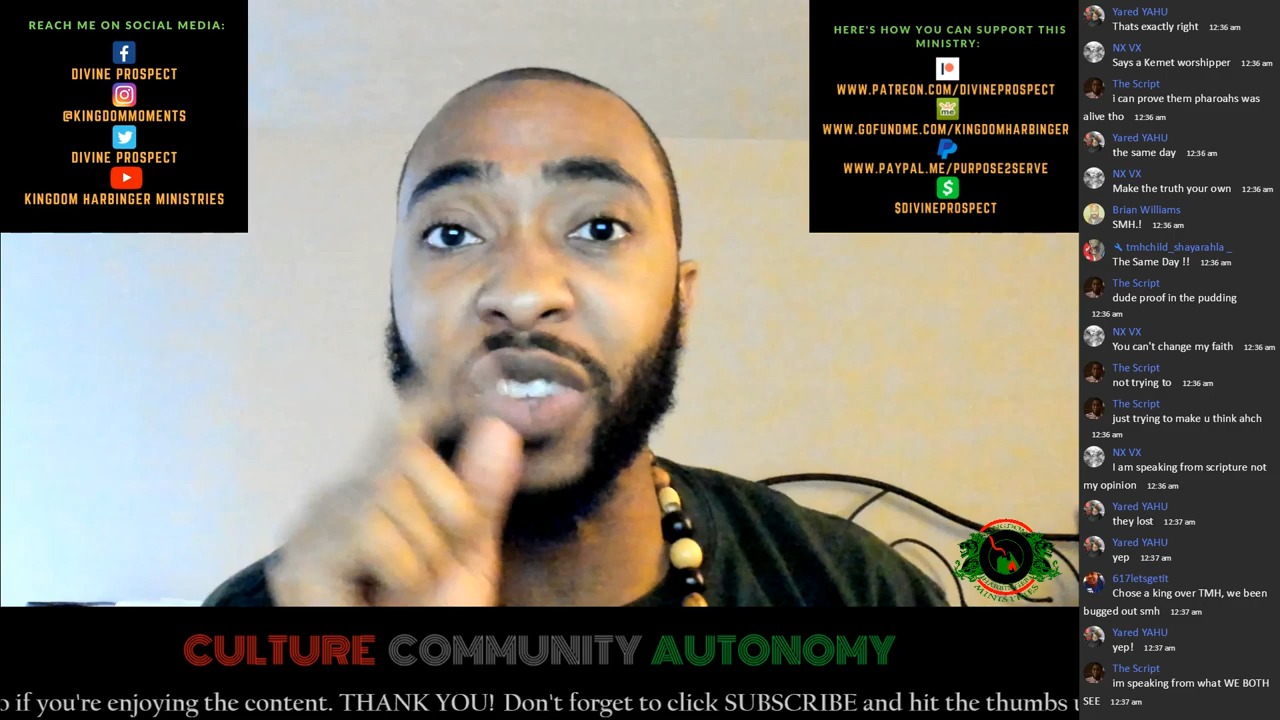 REACH ME ON SOCIAL MEDIA:
DIVINE PROSPECT
@KINGDOMMOMENTS
DIVINE PROSPECT
KINGDOM HARBINGER MINISTRIES
HERE'S HOW YOU CAN SUPPORT THIS
MINISTRY:
WWW.PATREON.COM/DIVINEPROSPECT
me
WWW.GOFUNDME.COM/KINGDOMHARBINGER
WWW.PAYPAL.ME/PURPOSE2SERVE
$DIVINEPROSPECT
KINGDOM
HARBINGER
MINISTRIES
CULTURE COMMUNITY AUTONOMY
o if you're enjoying the content. THANK YOU! Don't forget to click SUBSCRIBE and hit the thumbs
Yared YAHU
Thats exactly right 12:36 am
NX VX
Says a Kemet worshipper 12:36 am
The Script
i can prove them pharoahs was
alive tho 12:36 am
Yared YAHU
the same day 12:36 am
NX VX
Make the truth your own 12:36 am
Brian Williams
SMH.! 12:36 am
tmhchild_shayarahla _
The Same Day !! 12:36 am
The Script
dude proof in the pudding
12:36 am
NX VX
You can't change my faith 12:36 am
The Script
not trying to 12:36 am
The Script
just trying to make u think ahch
12:36 am
NX VX
I am speaking from scripture not
my opinion 12:36 am
Yared YAHU
they lost 12:37 am
Yared YAHU
yep 12:37 am
617letsgetit
Chose a king over TMH, we been
bugged out smh 12:37 am
Yared YAHU
yep! 12:37 am
The Script
im speaking from what WE BOTH
SEE 12:37 am